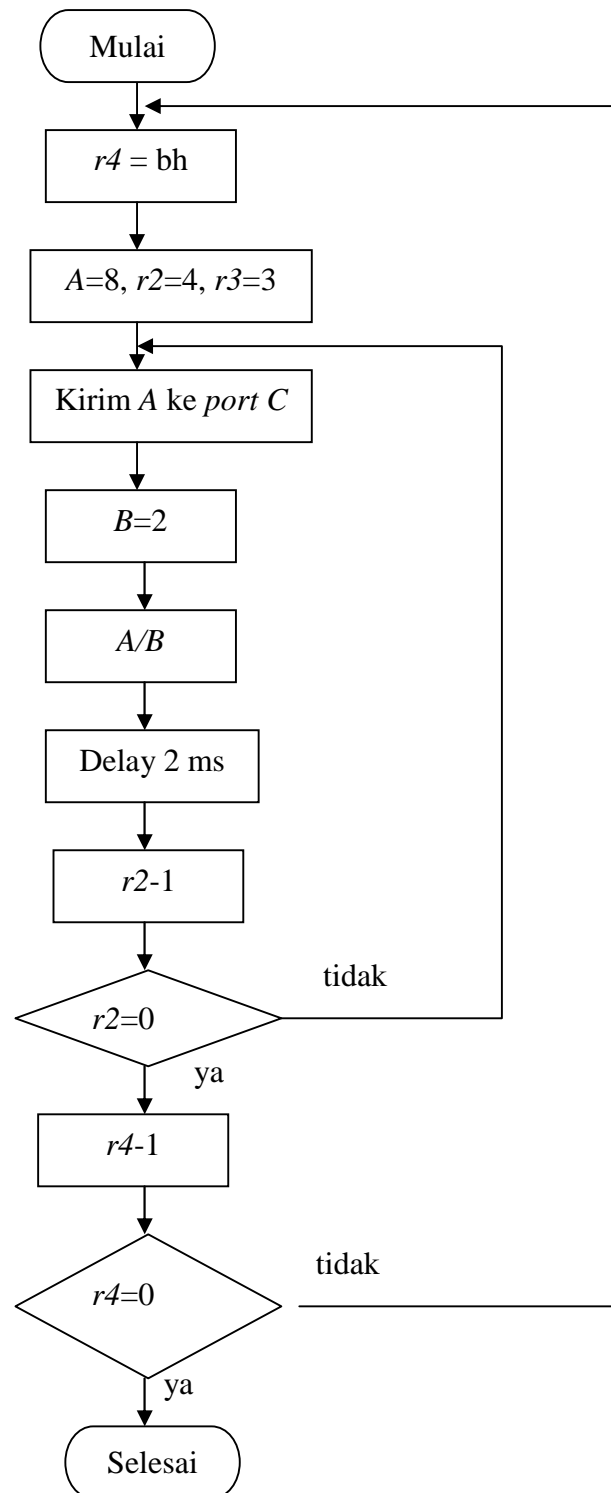 Mulai
r4 = bh
A=8, r2=4, r3=3
Kirim A ke port C
B=2
A/B
Delay 2 ms
r2-1
tidak
r2=0
ya
r4-1
tidak
r4=0
ya
Selesai